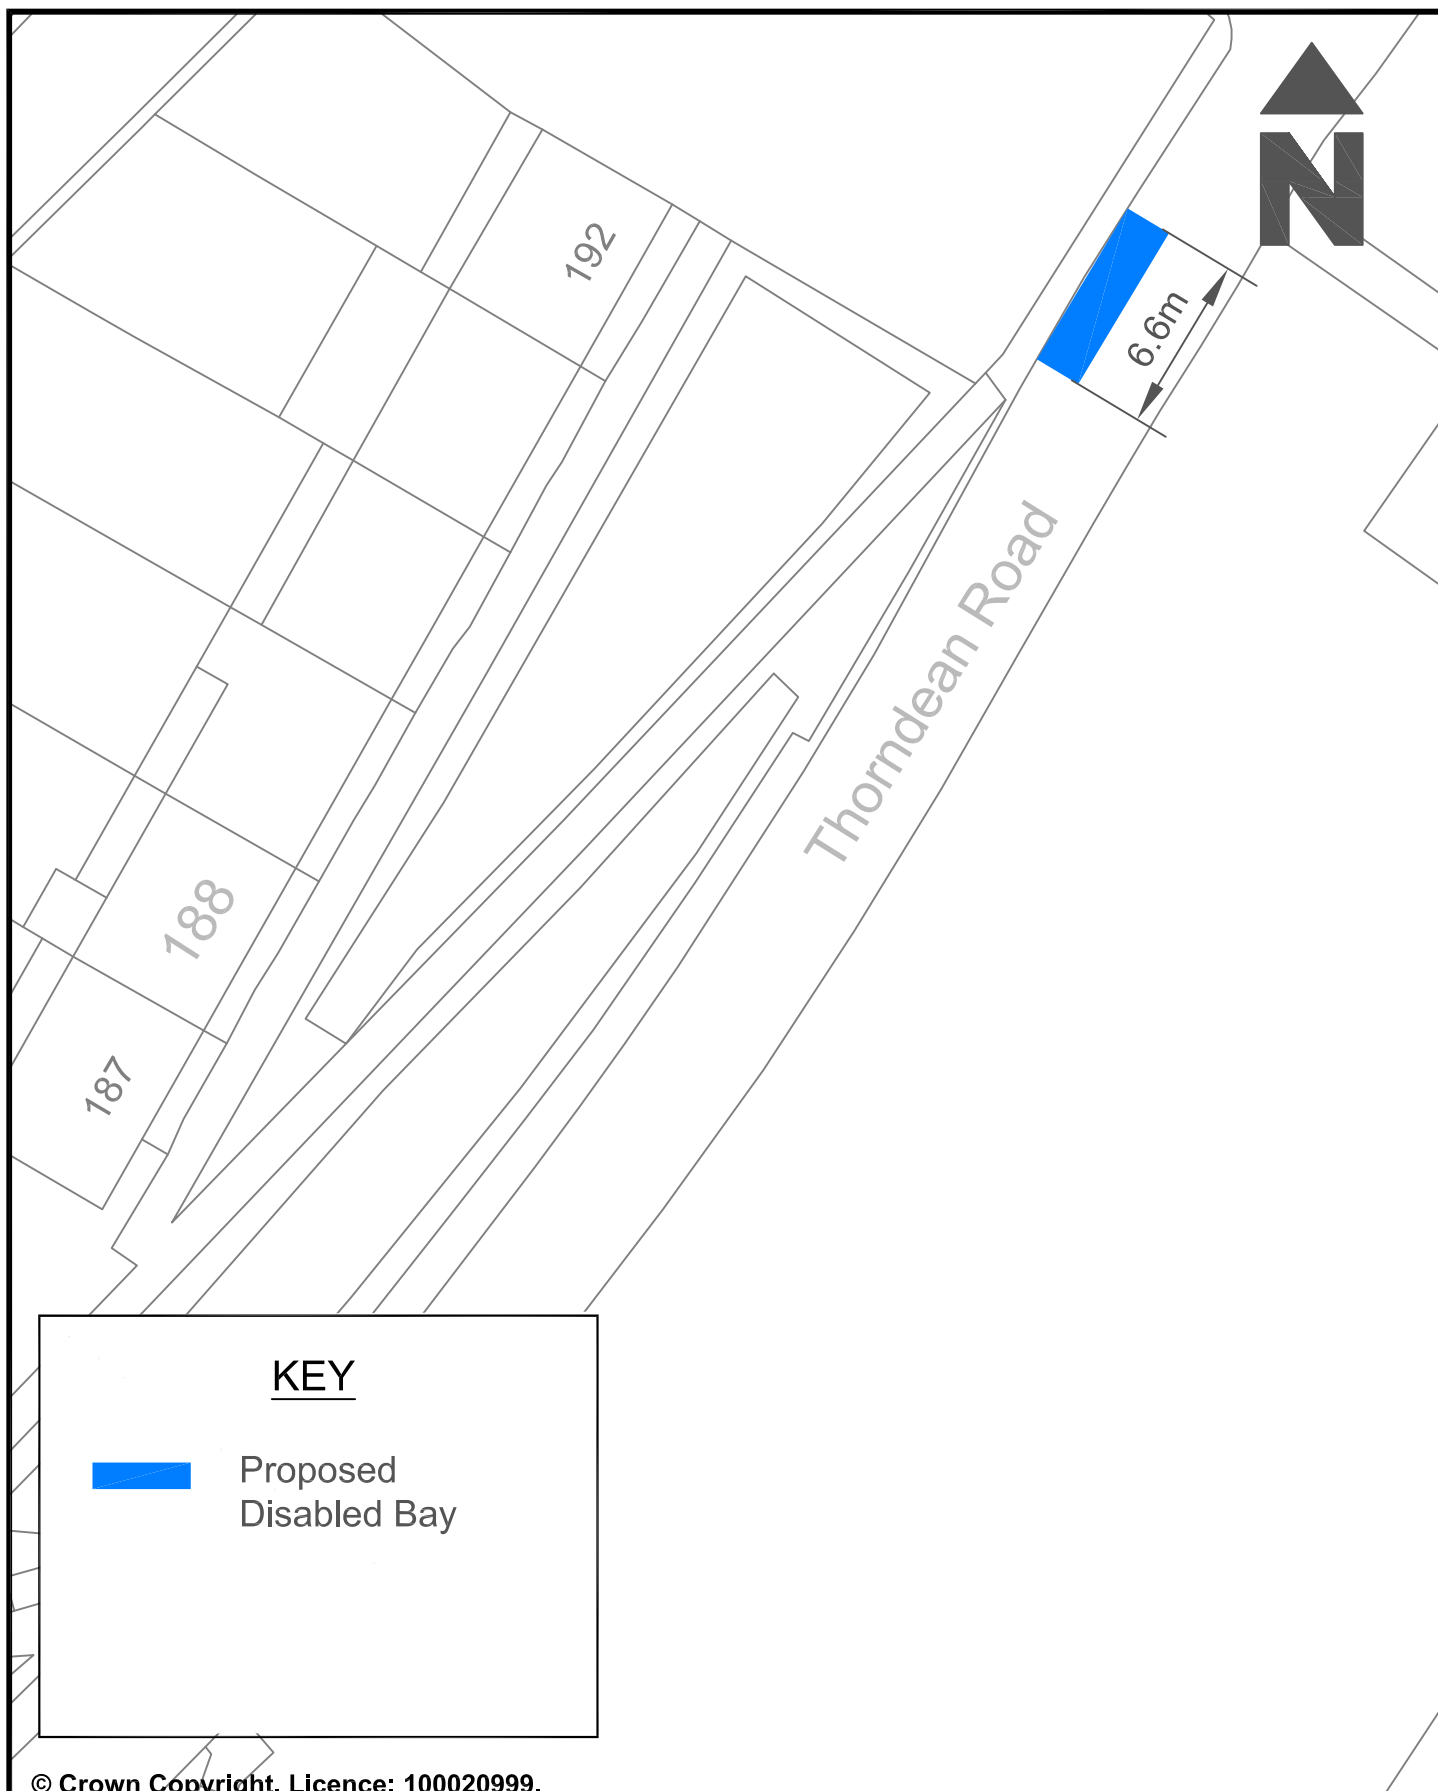 N
192
6.6m
Thorndean Road
188
187
KEY
Proposed
Disabled Bay
© Crown Copyright. Licence: 100020999.